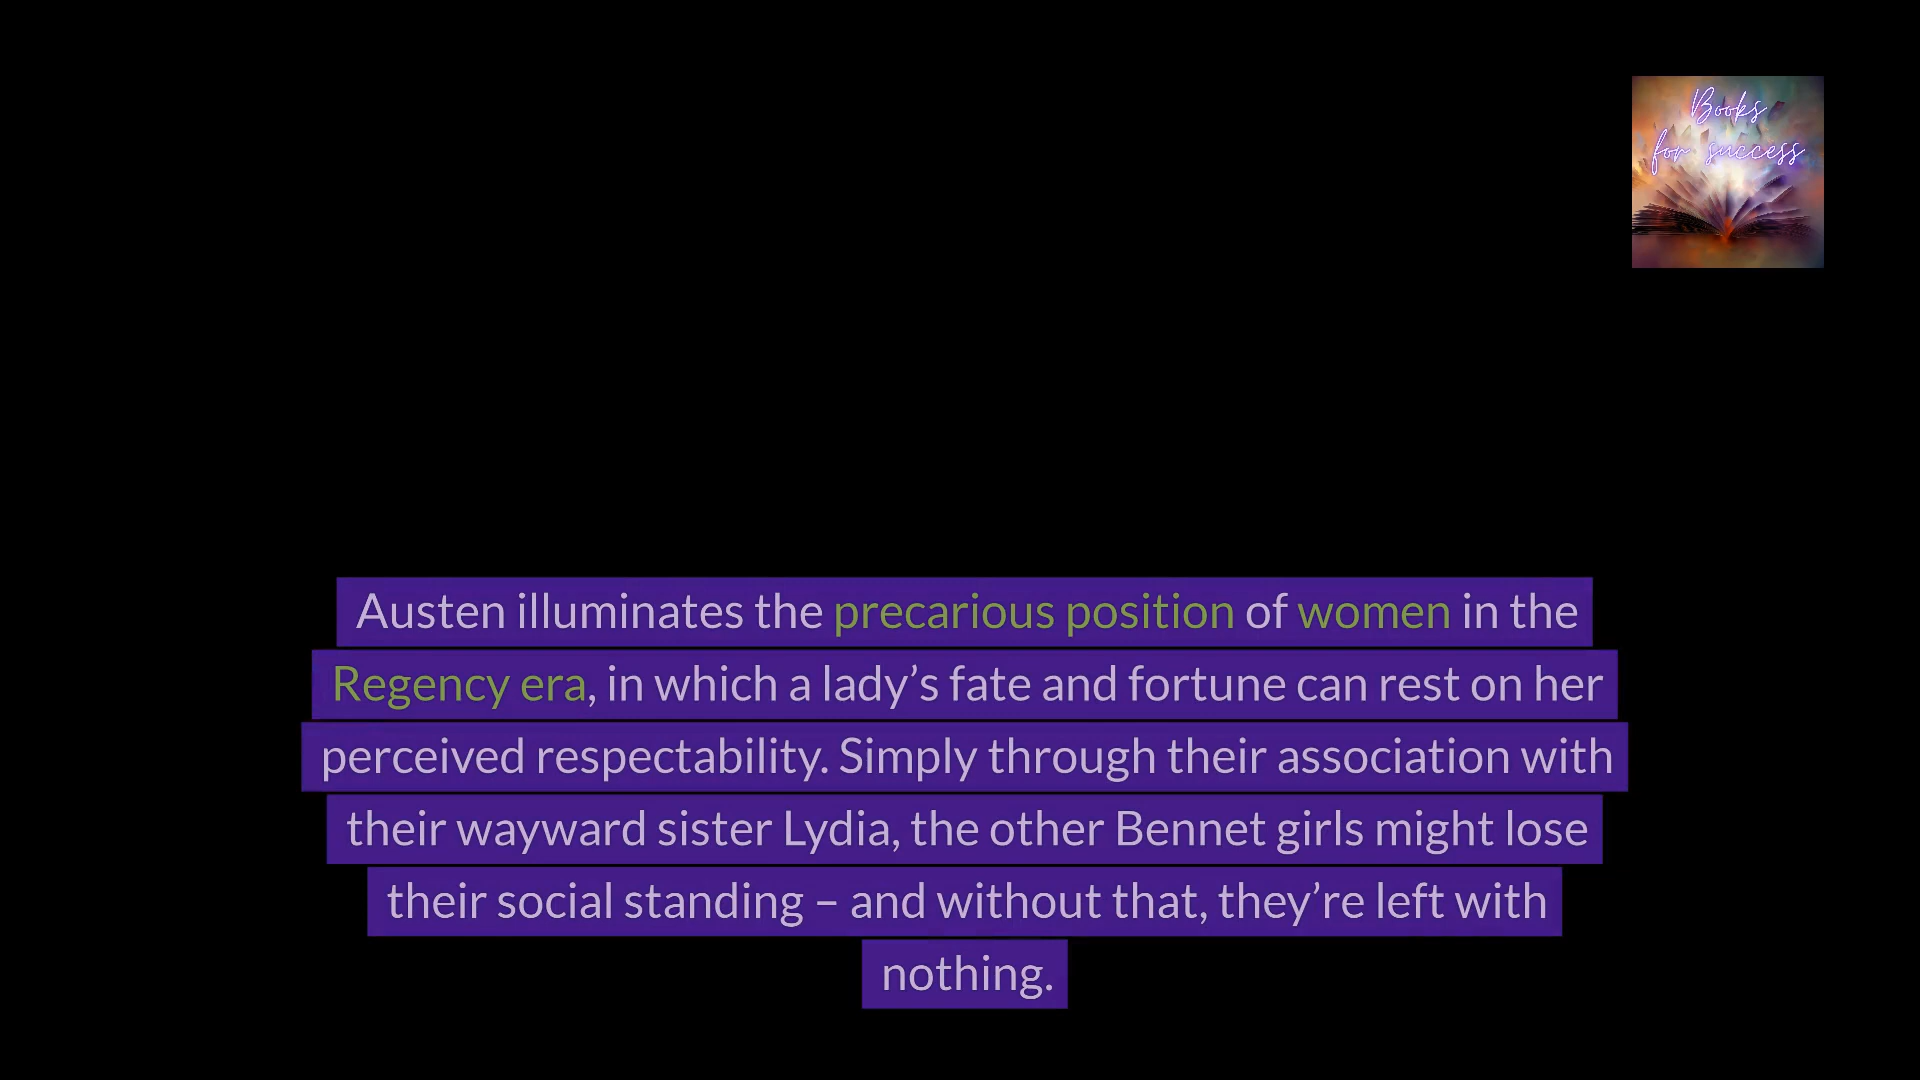 Books
for success
Austen illuminates the precarious position of women in the
Regency era, in which a lady’s fate and fortune can rest on her
perceived respectability. Simply through their association with
their wayward sister Lydia, the other Bennet girls might lose
their social standing – and without that, they’re left with
nothing.